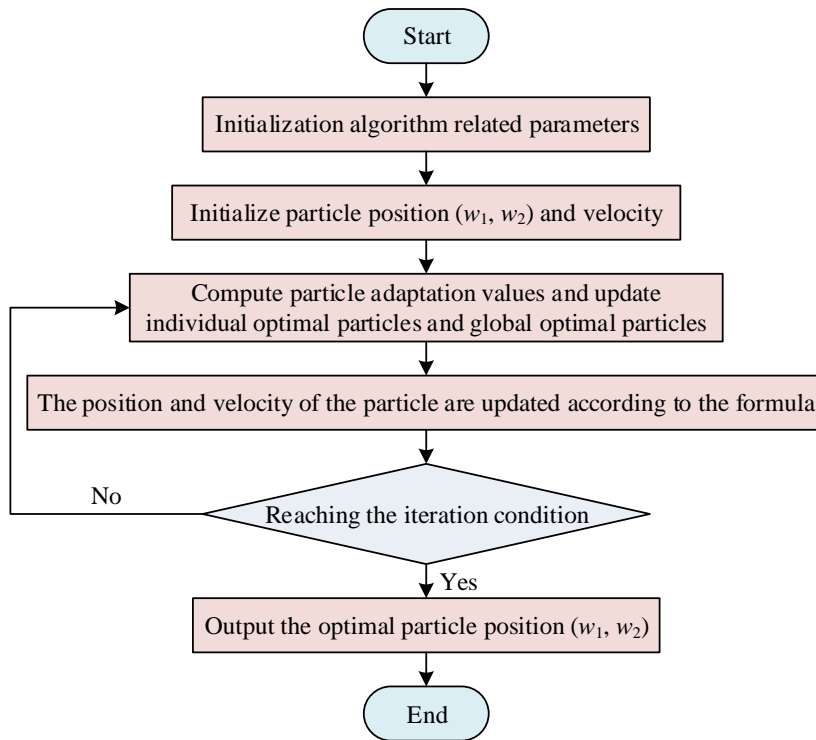 Start
Initialization algorithm related parameters
Initialize particle position (w₁, w₂) and velocity
Compute particle adaptation values and update
individual optimal particles and global optimal particles
The position and velocity of the particle are updated according to the formula
No
Reaching the iteration condition
Yes
Output the optimal particle position (w₁, w₂)
End